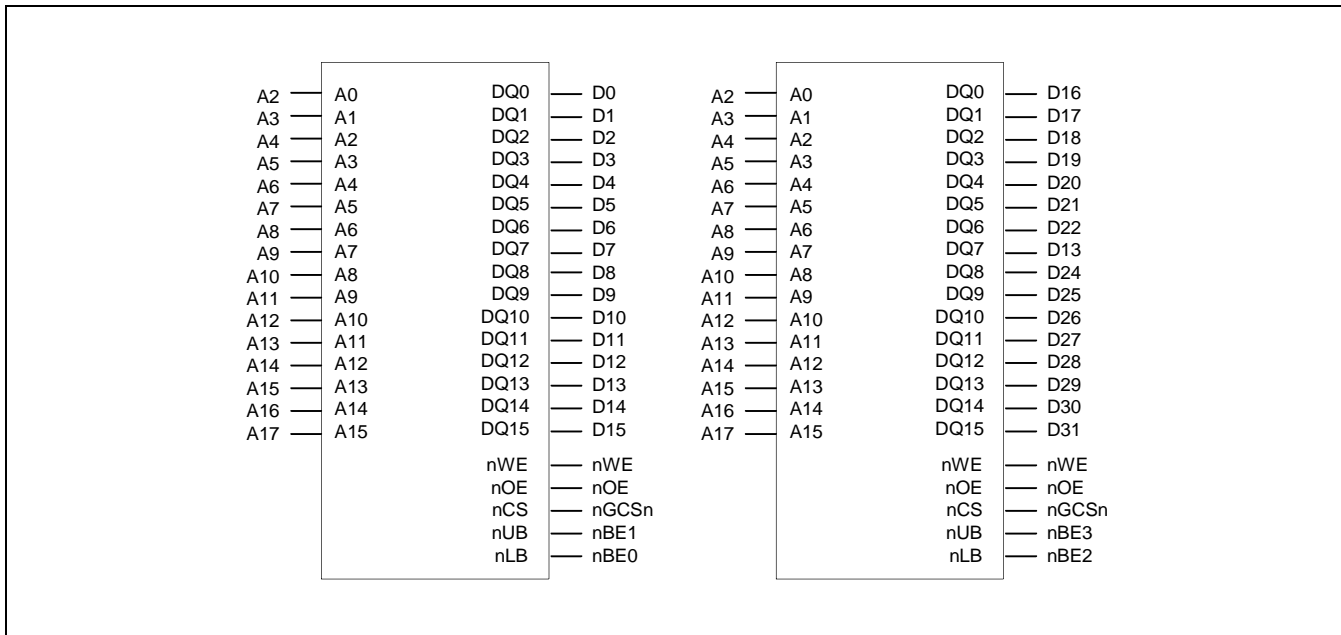 A2 A0 DQ0 D0 A2 A0 DQ0 D16
A3 A1 DQ1 D1 A3 A1 DQ1 D17
A4 A2 DQ2 D2 A4 A2 DQ2 D18
A5 A3 DQ3 D3 A5 A3 DQ3 D19
A6 A4 DQ4 D4 A6 A4 DQ4 D20
A7 A5 DQ5 D5 A7 A5 DQ5 D21
A8 A6 DQ6 D6 A8 A6 DQ6 D22
A9 A7 DQ7 D7 A9 A7 DQ7 D13
A10 A8 DQ8 D8 A10 A8 DQ8 D24
A11 A9 DQ9 D9 A11 A9 DQ9 D25
A12 A10 DQ10 D10 A12 A10 DQ10 D26
A13 A11 DQ11 D11 A13 A11 DQ11 D27
A14 A12 DQ12 D12 A14 A12 DQ12 D28
A15 A13 DQ13 D13 A15 A13 DQ13 D29
A16 A14 DQ14 D14 A16 A14 DQ14 D30
A17 A15 DQ15 D15 A17 A15 DQ15 D31
nWE nWE nWE nWE
nOE nOE nOE nOE
nCS nGCSn nCS nGCSn
nUB nBE1 nUB nBE3
nLB nBE0 nLB nBE2